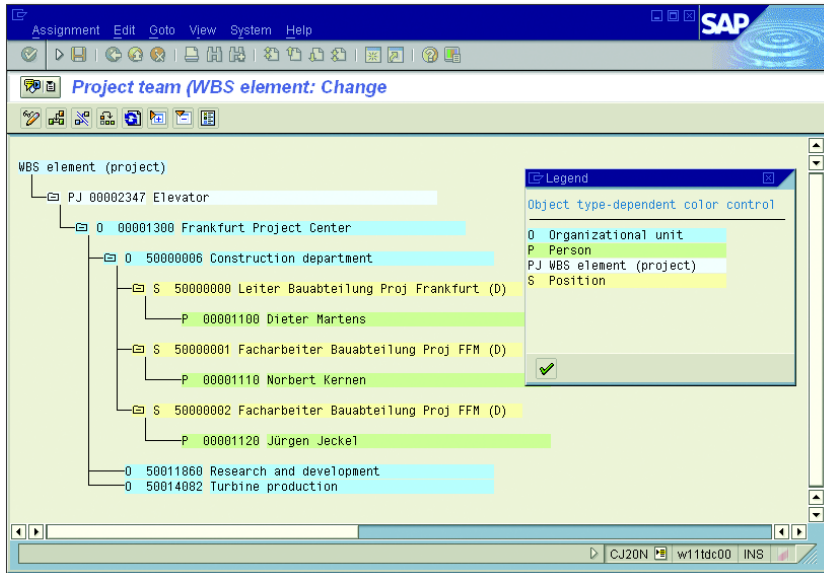 Assignment Edit Goto View System Help
SAP
Project team (WBS element: Change
WBS element (project)
PJ 00002347 Elevator
O 00001300 Frankfurt Project Center
O 50000006 Construction department
S 50000000 Leiter Bauabteilung Proj Frankfurt (D)
P 00001100 Dieter Martens
S 50000001 Facharbeiter Bauabteilung Proj FFM (D)
P 00001110 Norbert Kernen
S 50000002 Facharbeiter Bauabteilung Proj FFM (D)
P 00001120 Jürgen Jeckel
O 50011860 Research and development
O 50014082 Turbine production
Legend
Object type-dependent color control
O Organizational unit
P Person
PJ WBS element (project)
S Position
CJ20N w11tdc00 INS